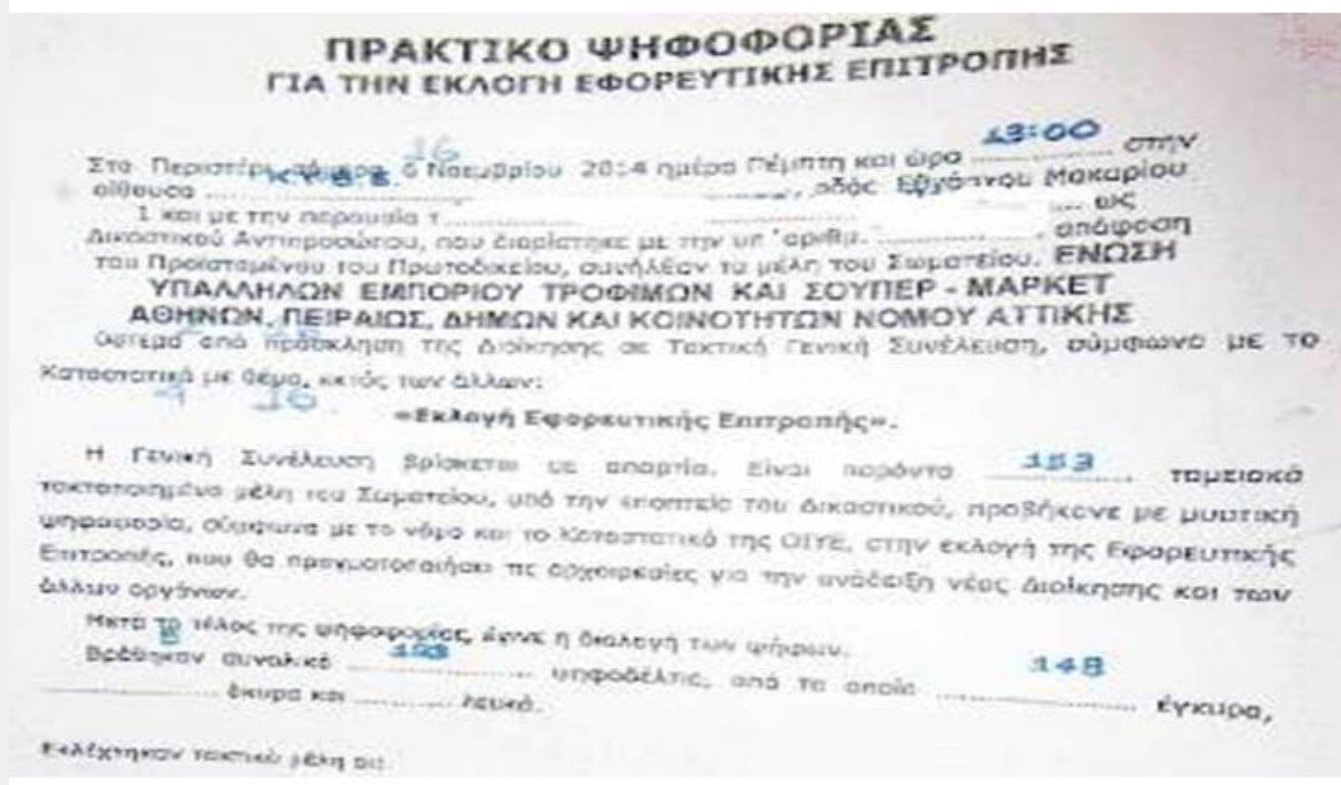 ΠΡΑΚΤΙΚΟ ΨΗΦΟΦΟΡΙΑΣ
ΓΙΑ ΤΗΝ ΕΚΛΟΓΗ ΕΦΟΡΕΥΤΙΚΗΣ ΕΠΙΤΡΟΠΗΣ
16
Στο Περιστέρι σήμερα 6 Νοεμβρίου 2014 ημέρα Πέμπτη και ώρα 13:00 στην
αίθουσα ............, οδός Εθνάρχου Μακαρίου
1 και με την παρουσία τ............ ως
Δικαστικού Αντιπροσώπου, που διορίστηκε με την υπ' αριθμ. ............ απόφαση
του Προϊσταμένου του Πρωτοδικείου, συνήλθαν τα μέλη του Σωματείου, ΕΝΩΣΗ
ΥΠΑΛΛΗΛΩΝ ΕΜΠΟΡΙΟΥ ΤΡΟΦΙΜΩΝ ΚΑΙ ΣΟΥΠΕΡ - ΜΑΡΚΕΤ
ΑΘΗΝΩΝ, ΠΕΙΡΑΙΩΣ, ΔΗΜΩΝ ΚΑΙ ΚΟΙΝΟΤΗΤΩΝ ΝΟΜΟΥ ΑΤΤΙΚΗΣ
ύστερα από πρόσκληση της Διοίκησης σε Τακτική Γενική Συνέλευση, σύμφωνα με το
Καταστατικό με θέμα, εκτός των άλλων:
16
«Εκλογή Εφορευτικής Επιτροπής».
Η Γενική Συνέλευση βρίσκεται σε απαρτία. Είναι παρόντα 153 ταμειακά
τακτοποιημένα μέλη του Σωματείου, υπό την εποπτεία του Δικαστικού, προβήκανε με μυστική
ψηφοφορία, σύμφωνα με το νόμο και το Καταστατικό της ΟΙΥΕ, στην εκλογή της Εφορευτικής
Επιτροπής, που θα πραγματοποιήσει τις αρχαιρεσίες για την ανάδειξη νέας Διοίκησης και των
άλλων οργάνων.
Μετά το τέλος της ψηφοφορίας, έγινε η διαλογή των ψήφων.
Βρέθηκαν συνολικά 153 ψηφοδέλτια, από τα οποία 148 έγκυρα,
............ άκυρα και ............ λευκά.
Εκλέχτηκαν τακτικά μέλη οι: